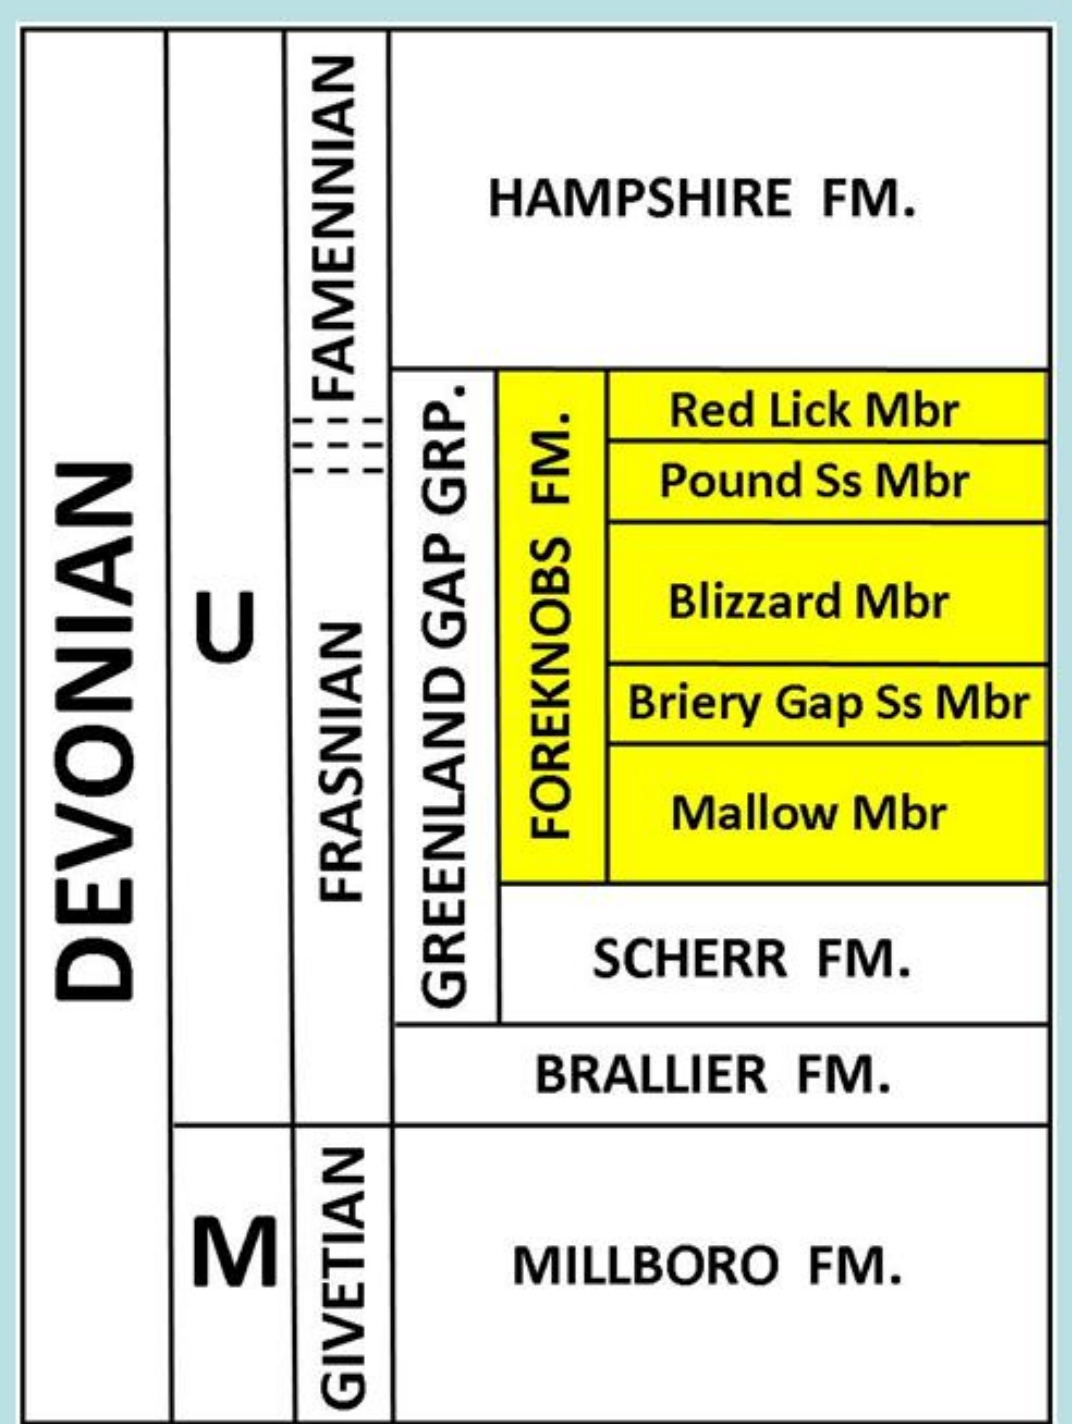 DEVONIAN
U
M
FAMENNIAN
FRASNIAN
GIVETIAN
HAMPSHIRE FM.
GREENLAND GAP GRP.
FOREKNOBS FM.
Red Lick Mbr
Pound Ss Mbr
Blizzard Mbr
Briery Gap Ss Mbr
Mallow Mbr
SCHERR FM.
BRALLIER FM.
MILLBORO FM.